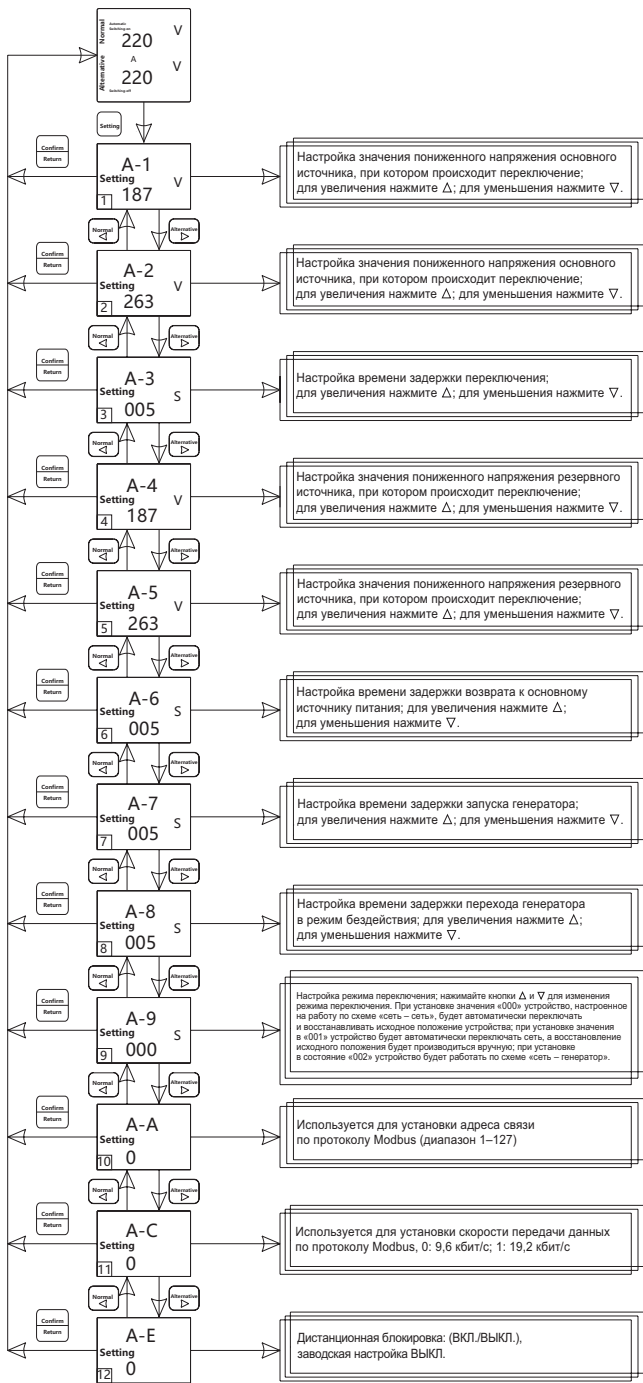 Normal
Automatic
Switching on
220 V
A
V
Alternative
220
Switching off
Setting
Confirm
Return
A-1
Setting
1 187 V
Настройка значения пониженного напряжения основного
источника, при котором происходит переключение;
для увеличения нажмите △; для уменьшения нажмите ▽.
Normal
◁
Alternative
▷
Confirm
Return
A-2
Setting
2 263 V
Настройка значения пониженного напряжения основного
источника, при котором происходит переключение;
для увеличения нажмите △; для уменьшения нажмите ▽.
Normal
◁
Alternative
▷
Confirm
Return
A-3
Setting
3 005 S
Настройка времени задержки переключения;
для увеличения нажмите △; для уменьшения нажмите ▽.
Normal
◁
Alternative
▷
Confirm
Return
A-4
Setting
4 187 V
Настройка значения пониженного напряжения резервного
источника, при котором происходит переключение;
для увеличения нажмите △; для уменьшения нажмите ▽.
Normal
◁
Alternative
▷
Confirm
Return
A-5
Setting
5 263 V
Настройка значения пониженного напряжения резервного
источника, при котором происходит переключение;
для увеличения нажмите △; для уменьшения нажмите ▽.
Normal
◁
Alternative
▷
Confirm
Return
A-6
Setting
6 005 S
Настройка времени задержки возврата к основному
источнику питания; для увеличения нажмите △;
для уменьшения нажмите ▽.
Normal
◁
Alternative
▷
Confirm
Return
A-7
Setting
7 005 S
Настройка времени задержки запуска генератора;
для увеличения нажмите △; для уменьшения нажмите ▽.
Normal
◁
Alternative
▷
Confirm
Return
A-8
Setting
8 005 S
Настройка времени задержки перехода генератора
в режим бездействия; для увеличения нажмите △;
для уменьшения нажмите ▽.
Normal
◁
Alternative
▷
Confirm
Return
A-9
Setting
9 000 S
Настройка режима переключения; нажимайте кнопки △ и ▽ для изменения
режима переключения. При установке значения «000» устройство, настроенное
на работу по схеме «сеть – сеть», будет автоматически переключать
и восстанавливать исходное положение устройства; при установке значения
в «001» устройство будет автоматически переключать сеть, а восстановление
исходного положения будет производиться вручную; при установке
в состояние «002» устройство будет работать по схеме «сеть – генератор».
Normal
◁
Alternative
▷
Confirm
Return
A-A
Setting
10 0
Используется для установки адреса связи
по протоколу Modbus (диапазон 1–127)
Normal
◁
Alternative
▷
Confirm
Return
A-C
Setting
11 0
Используется для установки скорости передачи данных
по протоколу Modbus, 0: 9,6 кбит/с; 1: 19,2 кбит/с
Normal
◁
Alternative
▷
Confirm
Return
A-E
Setting
12 0
Дистанционная блокировка: (ВКЛ./ВЫКЛ.),
заводская настройка ВЫКЛ.